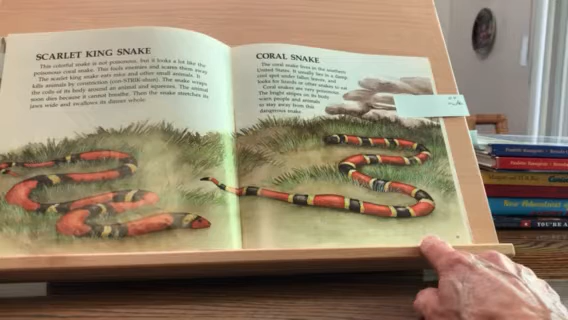 SCARLET KING SNAKE
This colorful snake is not poisonous, but it looks a lot like the
poisonous coral snake. This fools enemies and scares them away.
The scarlet king snake eats mice and other small animals. It
kills animals by constriction (con-STRIK-shun). The snake wraps
the coils of its body around an animal and squeezes. The animal
soon dies because it cannot breathe. Then the snake stretches its
jaws wide and swallows its dinner whole.
CORAL SNAKE
The coral snake lives in the southern
United States. It usually lies in a damp
cool spot under fallen leaves, and
looks for lizards or other snakes to eat.
Coral snakes are very poisonous.
The bright stripes on its body
warn people and animals
to stay away from this
dangerous snake.
YOU'RE A